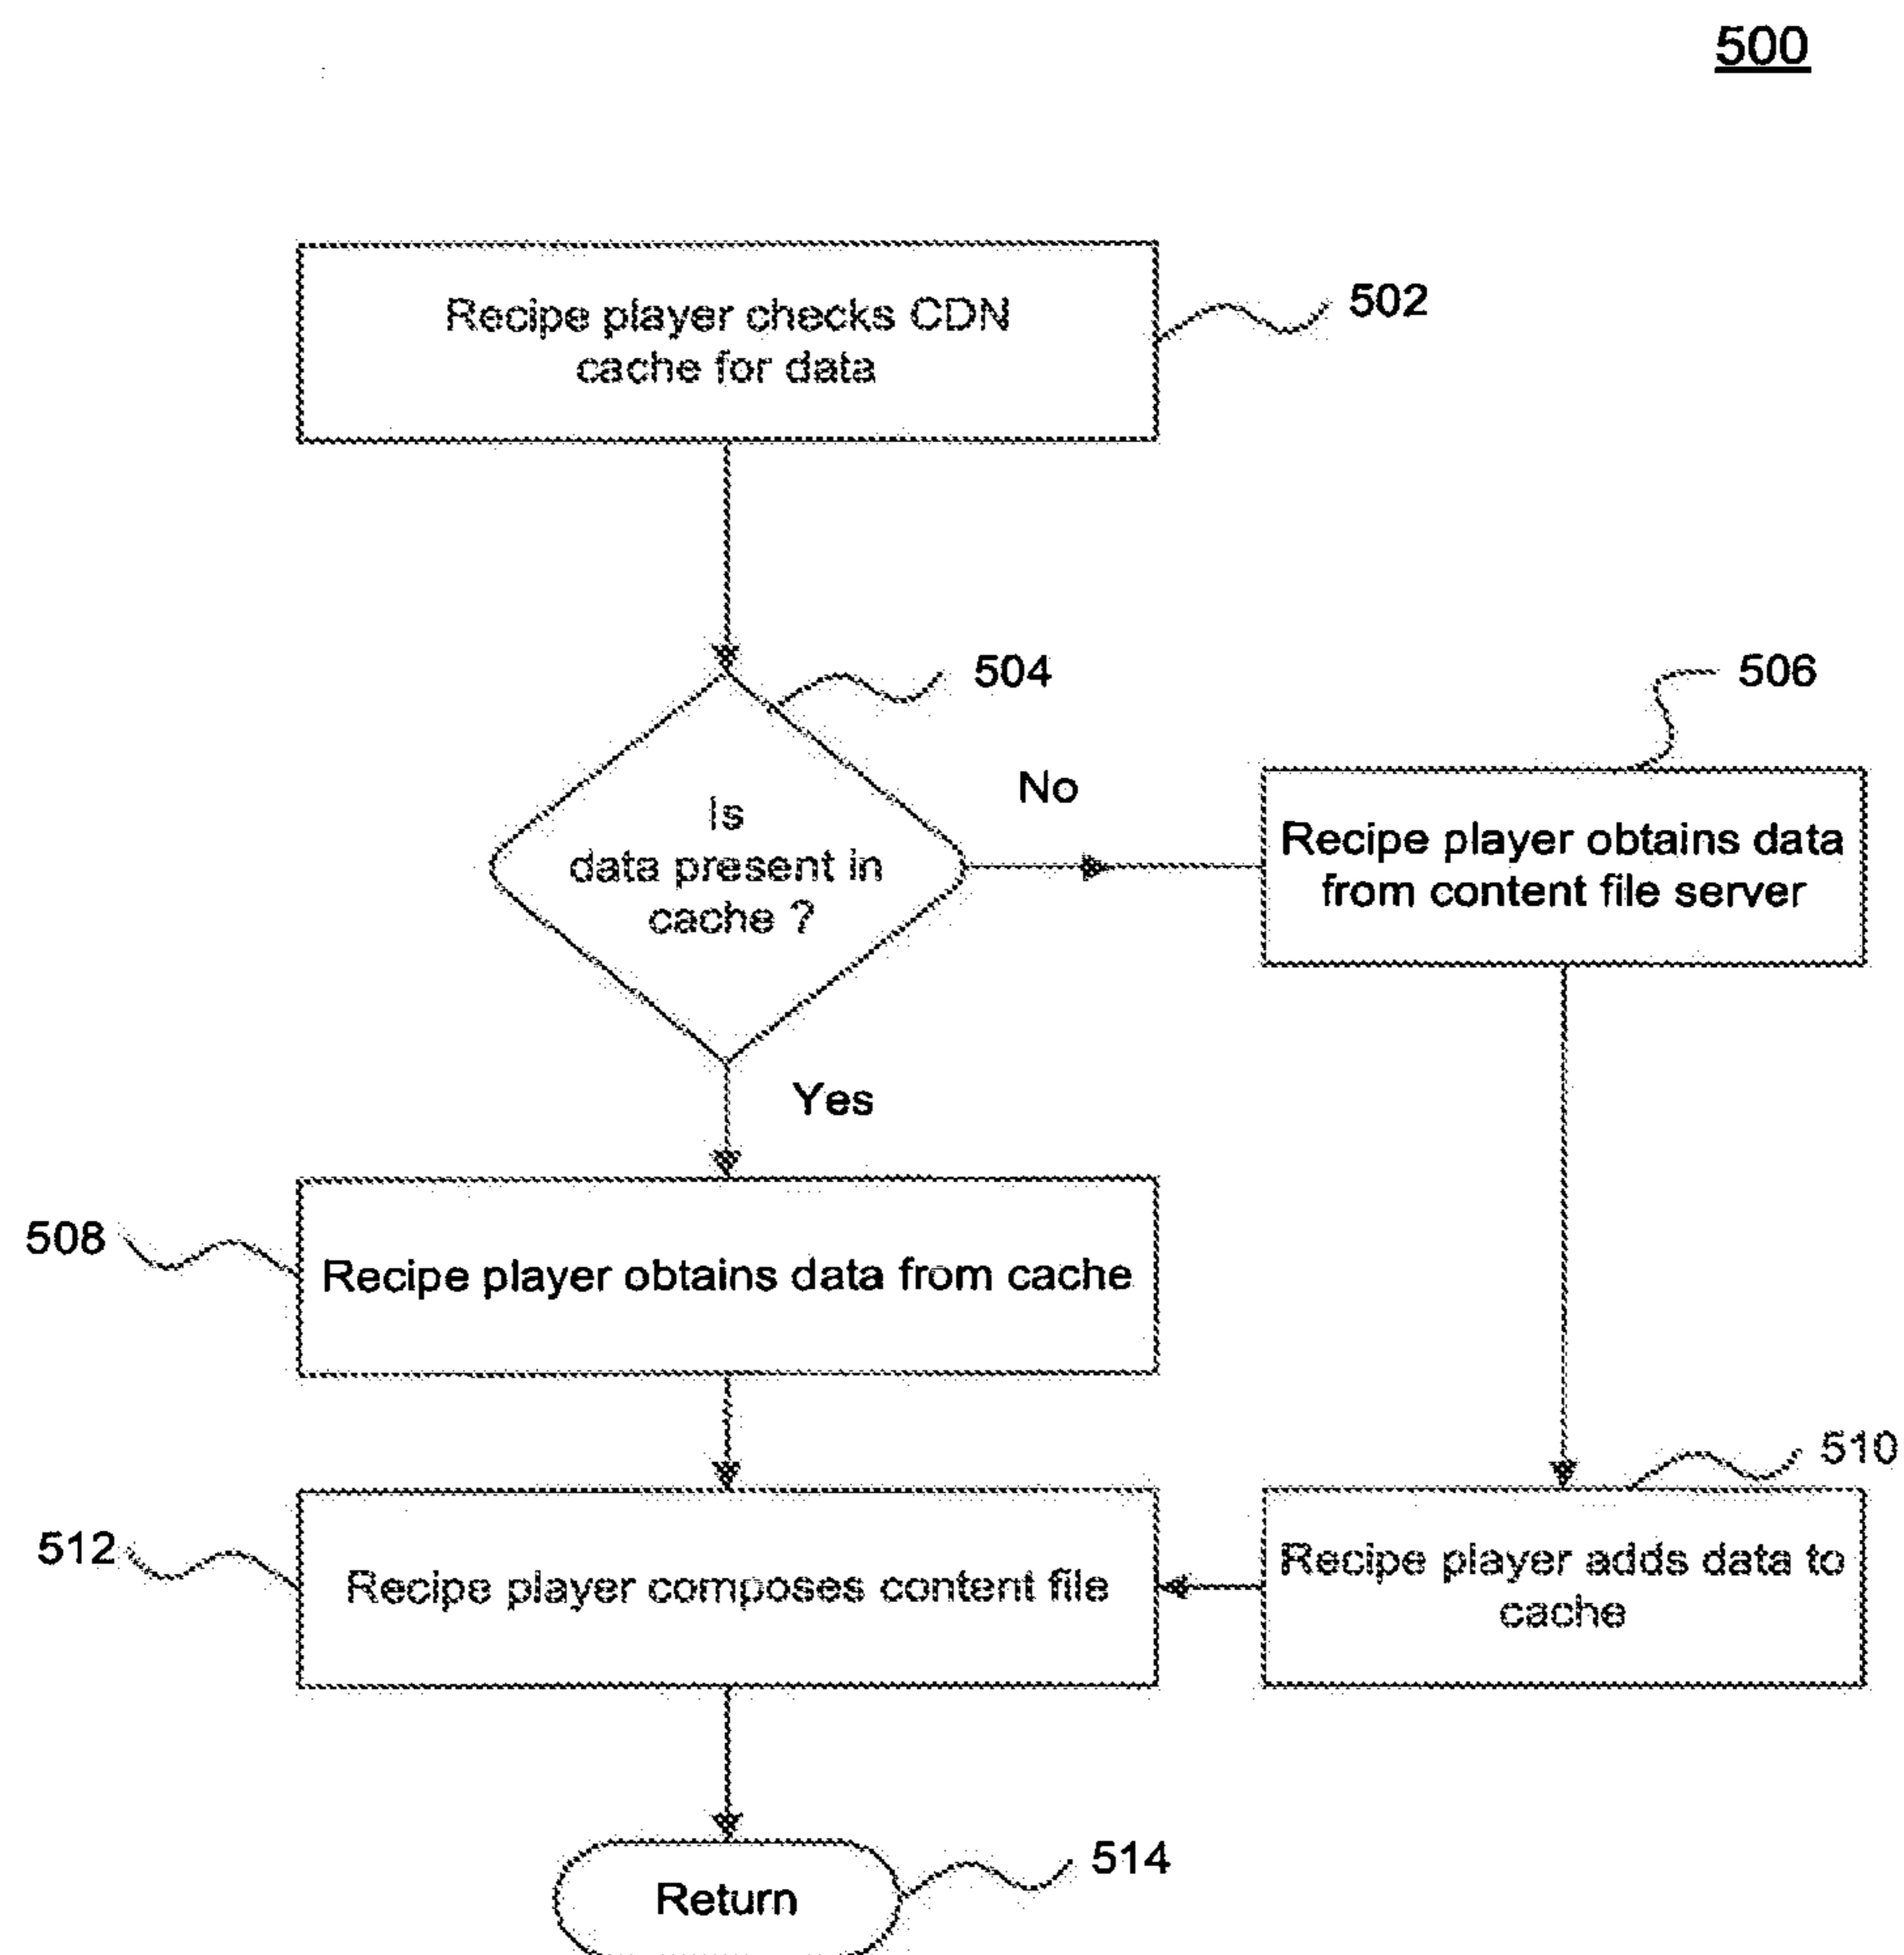 500
Recipe player checks CDN
cache for data
502
504
506
Is
data present in
cache ?
No
Recipe player obtains data
from content file server
Yes
508
Recipe player obtains data from cache
510
512
Recipe player composes content file
Recipe player adds data to
cache
514
Return